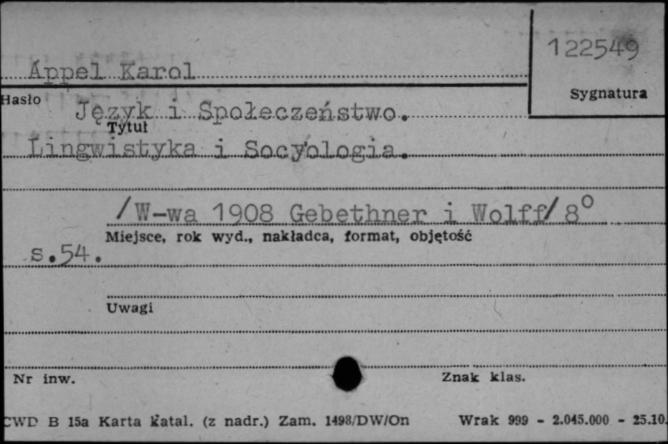 122549
Appel Karol
Hasło
Sygnatura
Język i Społeczeństwo.
Tytuł
Lingwistyka i Socyologia.
/W-wa 1908 Gebethner i Wolff/ 8°
Miejsce, rok wyd., nakładca, format, objętość
s.54.
Uwagi
Nr inw.
Znak klas.
CWD B 15a Karta katal. (z nadr.) Zam. 1498/DW/On Wrak 999 - 2.045.000 - 25.10.